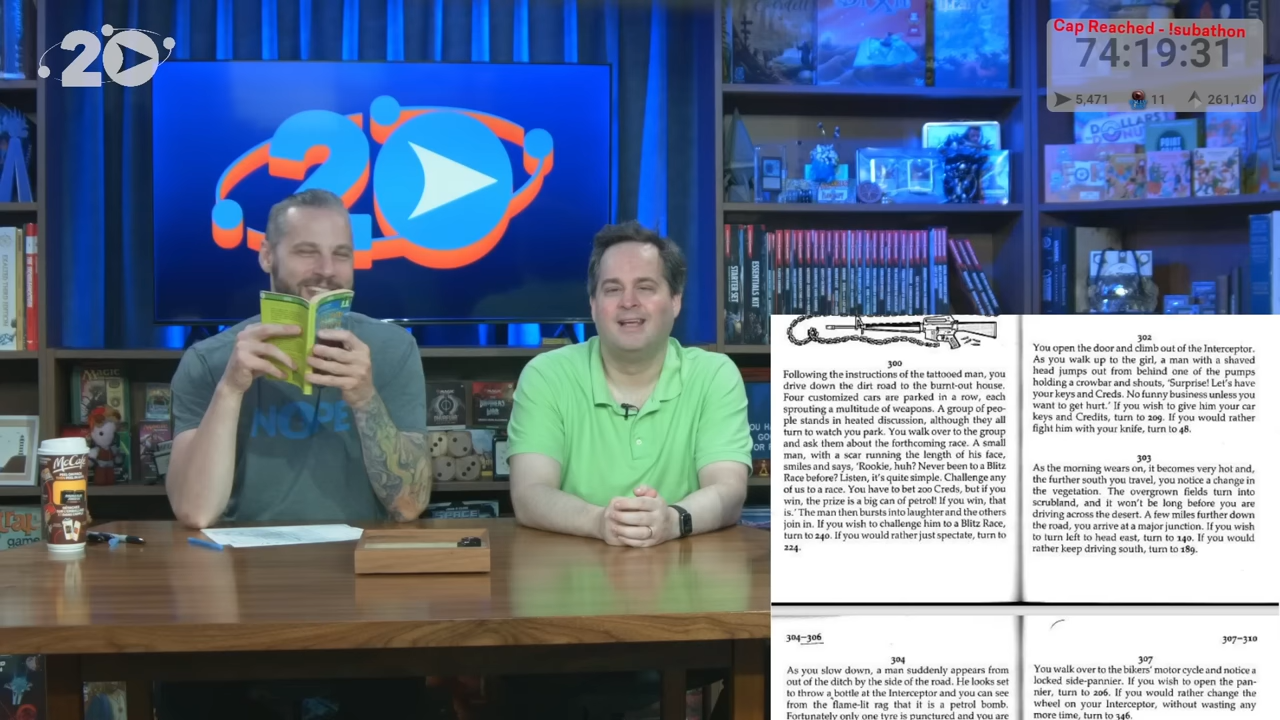 20
Cap Reached - !subathon
74:19:31
5,471
11
261,140
20
DOLLARS
STARTER SET
ESSENTIALS KIT
Magic
NOPE
McCafé
game
SPACE
YOU HA
GO
FOR
300
Following the instructions of the tattooed man, you
drive down the dirt road to the burnt-out house.
Four customized cars are parked in a row, each
sprouting a multitude of weapons. A group of peo-
ple stands in heated discussion, although they all
turn to watch you park. You walk over to the group
and ask them about the forthcoming race. A small
man, with a scar running the length of his face,
smiles and says, ‘Rookie, huh? Never been to a Blitz
Race before? Listen, it's quite simple. Challenge any
of us to a race. You have to bet 200 Creds, but if you
win, the prize is a big can of petrol! If you win, that
is.’ The man then bursts into laughter and the others
join in. If you wish to challenge him to a Blitz Race,
turn to 240. If you would rather just spectate, turn to
224.
302
You open the door and climb out of the Interceptor.
As you walk up to the girl, a man with a shaved
head jumps out from behind one of the pumps
holding a crowbar and shouts, ‘Surprise! Let's have
your keys and Creds. No funny business unless you
want to get hurt.’ If you wish to give him your car
keys and Credits, turn to 209. If you would rather
fight him with your knife, turn to 48.
303
As the morning wears on, it becomes very hot and,
the further south you travel, you notice a change in
the vegetation. The overgrown fields turn into
scrubland, and it won't be long before you are
driving across the desert. A few miles further down
the road, you arrive at a major junction. If you wish
to turn left to head east, turn to 140. If you would
rather keep driving south, turn to 189.
304–306
304
As you slow down, a man suddenly appears from
out of the ditch by the side of the road. He looks set
to throw a bottle at the Interceptor and you can see
from the flame-lit rag that it is a petrol bomb.
Fortunately only one tyre is punctured and you are
307–310
307
You walk over to the bikers' motor cycle and notice a
locked side-pannier. If you wish to open the pan-
nier, turn to 206. If you would rather change the
wheel on your Interceptor, without wasting any
more time, turn to 346.